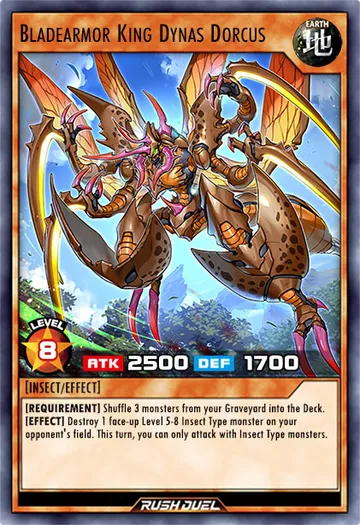 Bladearmor King Dynas Dorcus
EARTH
地
LEVEL
8
ATK 2500 DEF 1700
[INSECT/EFFECT]
[REQUIREMENT] Shuffle 3 monsters from your Graveyard into the Deck.
[EFFECT] Destroy 1 face-up Level 5-8 Insect Type monster on your
opponent's field. This turn, you can only attack with Insect Type monsters.
RUSH DUEL